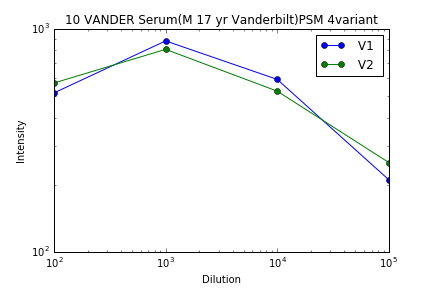 10 VANDER Serum(M 17 yr Vanderbilt)PSM 4variant
10³
V1
V2
Intensity
10²
10² 10³ 10⁴ 10⁵
Dilution